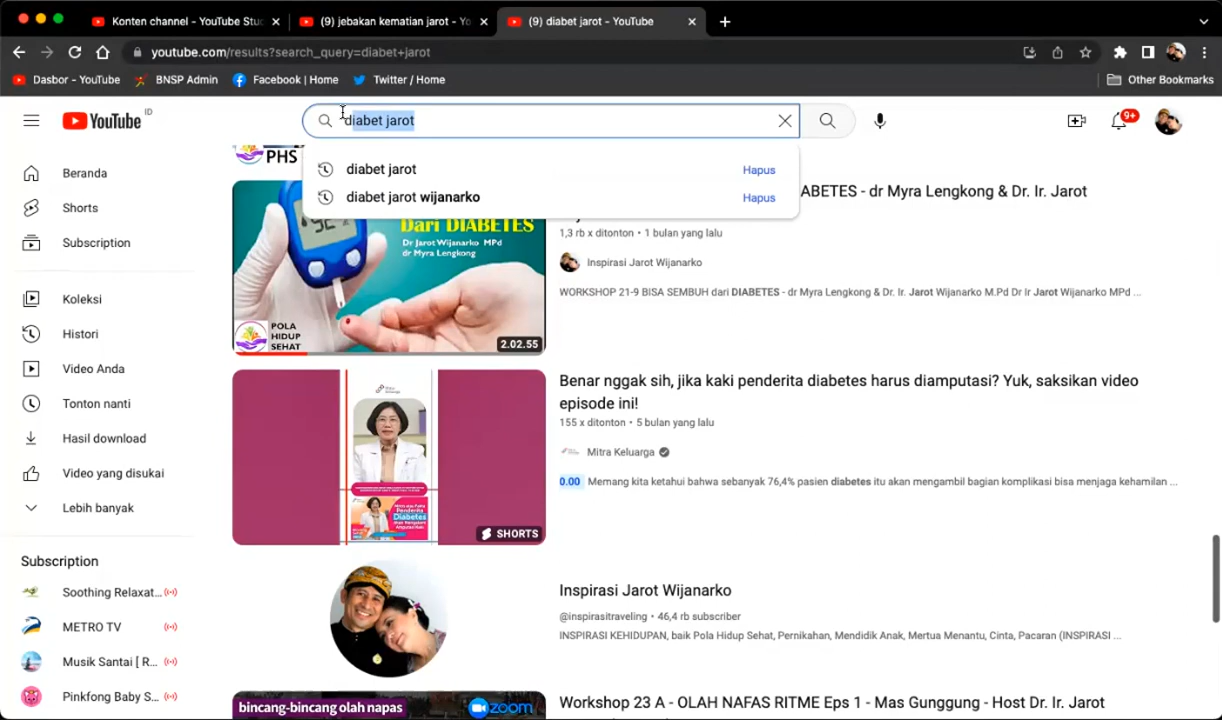 Konten channel - YouTube Stu
(9) jebakan kematian jarot - Yo
(9) diabet jarot - YouTube
youtube.com/results?search_query=diabet+jarot
Dasbor - YouTube
BNSP Admin
Facebook | Home
Twitter / Home
Other Bookmarks
YouTube ID
diabet jarot
9+
diabet jarot
Hapus
diabet jarot wijanarko
Hapus
Beranda
Shorts
Subscription
Koleksi
Histori
Video Anda
Tonton nanti
Hasil download
Video yang disukai
Lebih banyak
Subscription
Soothing Relaxat...
METRO TV
Musik Santai [ R...
Pinkfong Baby S...
PHS
Dari DIABETES
Dr Jarot Wijanarko MPd
dr Myra Lengkong
POLA
HIDUP
SEHAT
2.02.55
ABETES - dr Myra Lengkong & Dr. Ir. Jarot
1,3 rb x ditonton • 1 bulan yang lalu
Inspirasi Jarot Wijanarko
WORKSHOP 21-9 BISA SEMBUH dari DIABETES - dr Myra Lengkong & Dr. Ir. Jarot Wijanarko M.Pd Dr Ir Jarot Wijanarko MPd ...
Diabetes
SHORTS
Benar nggak sih, jika kaki penderita diabetes harus diamputasi? Yuk, saksikan video
episode ini!
155 x ditonton • 5 bulan yang lalu
Mitra Keluarga
0.00 Memang kita ketahui bahwa sebanyak 76,4% pasien diabetes itu akan mengambil bagian komplikasi bisa menjaga kehamilan ...
Inspirasi Jarot Wijanarko
@inspirasitraveling • 46,4 rb subscriber
INSPIRASI KEHIDUPAN, baik Pola Hidup Sehat, Pernikahan, Mendidik Anak, Mertua Menantu, Cinta, Pacaran (INSPIRASI ...
bincang-bincang olah napas
zoom
Workshop 23 A - OLAH NAFAS RITME Eps 1 - Mas Gunggung - Host Dr. Ir. Jarot